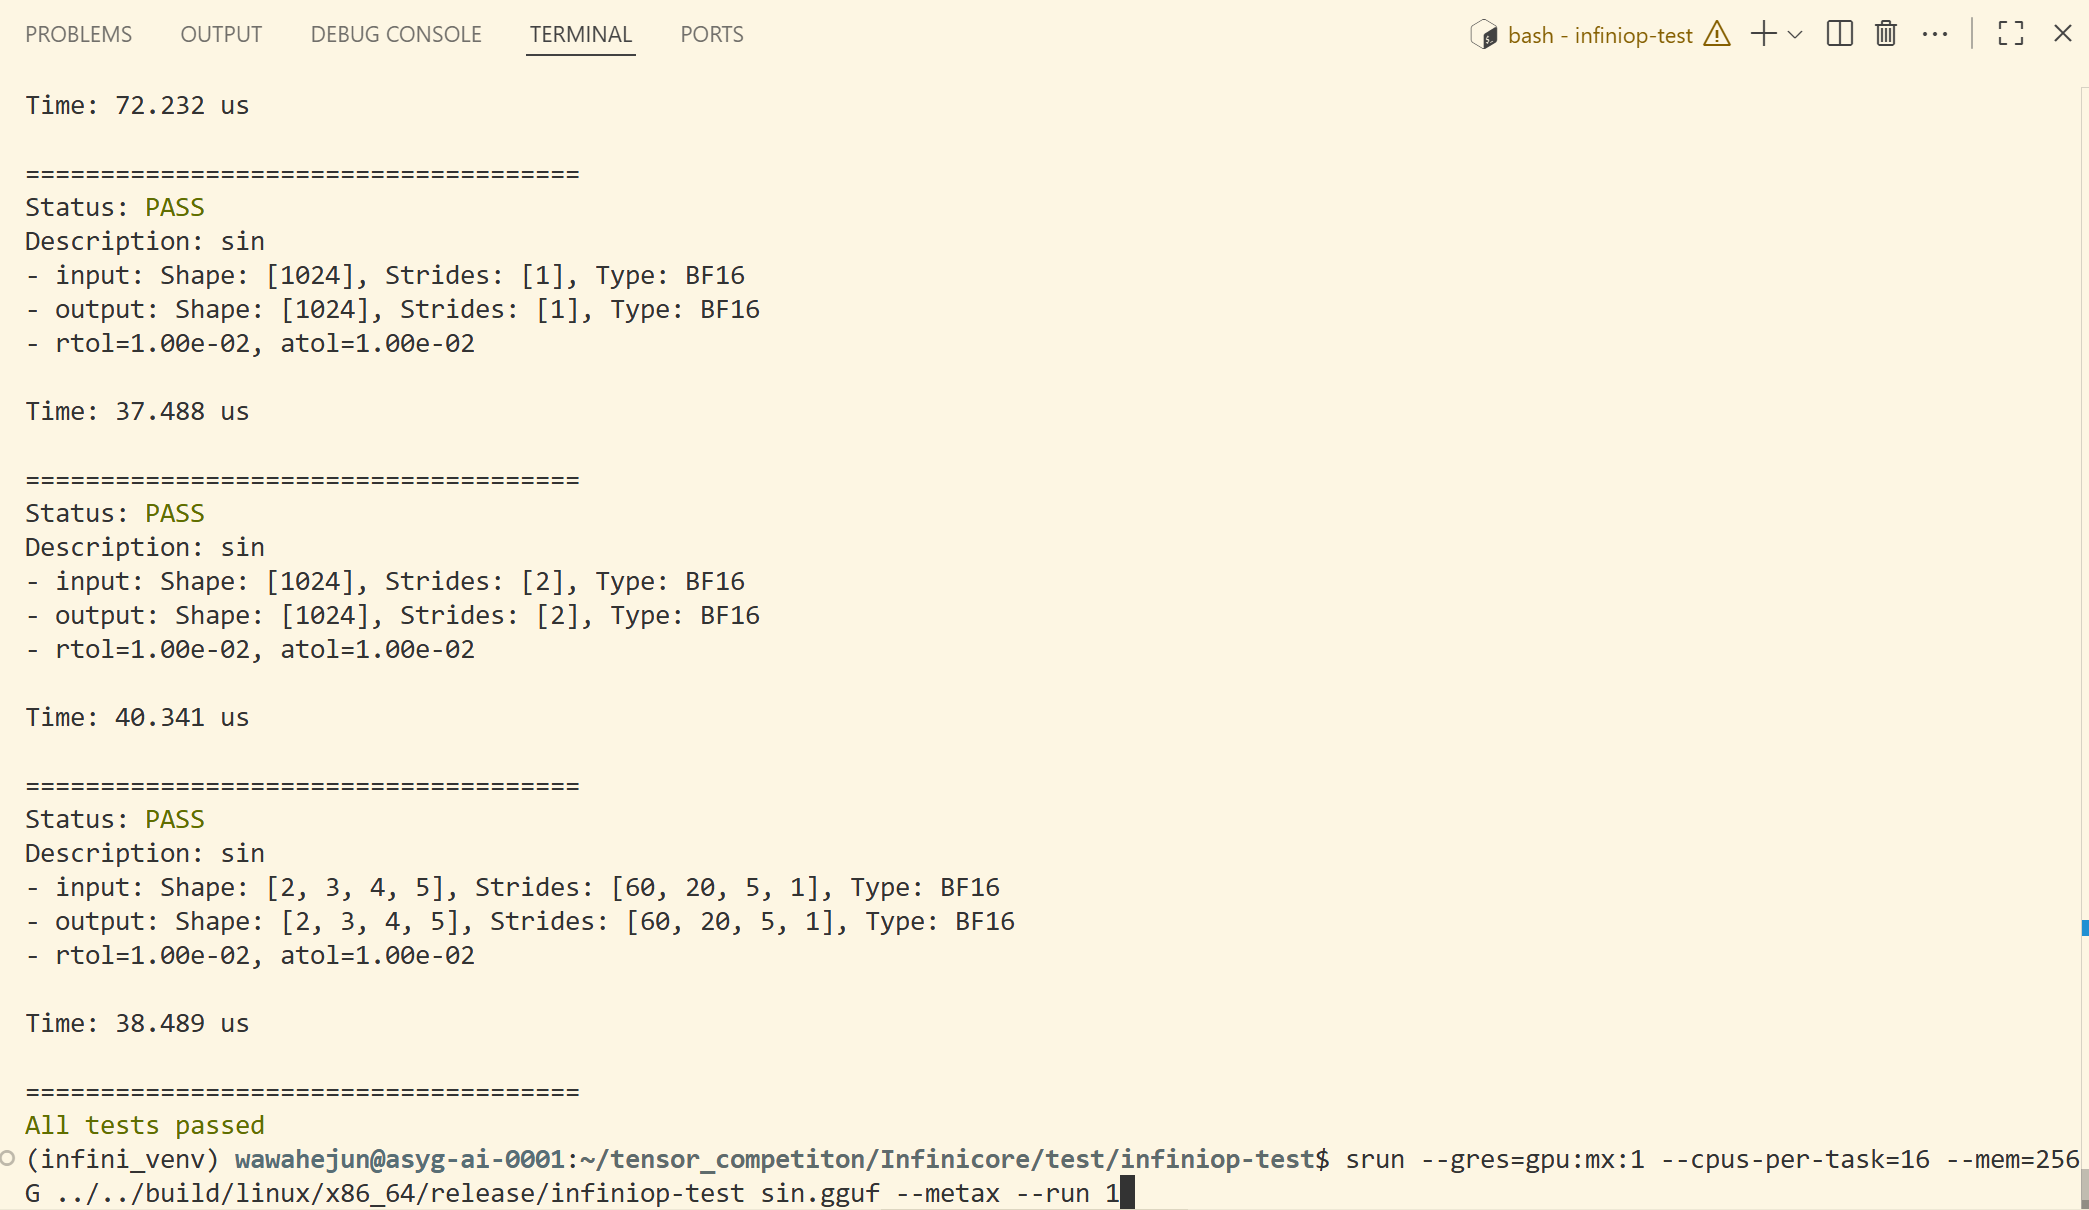 PROBLEMS OUTPUT DEBUG CONSOLE TERMINAL PORTS bash - infiniop-test
Time: 72.232 us
=====================================
Status: PASS
Description: sin
- input: Shape: [1024], Strides: [1], Type: BF16
- output: Shape: [1024], Strides: [1], Type: BF16
- rtol=1.00e-02, atol=1.00e-02
Time: 37.488 us
=====================================
Status: PASS
Description: sin
- input: Shape: [1024], Strides: [2], Type: BF16
- output: Shape: [1024], Strides: [2], Type: BF16
- rtol=1.00e-02, atol=1.00e-02
Time: 40.341 us
=====================================
Status: PASS
Description: sin
- input: Shape: [2, 3, 4, 5], Strides: [60, 20, 5, 1], Type: BF16
- output: Shape: [2, 3, 4, 5], Strides: [60, 20, 5, 1], Type: BF16
- rtol=1.00e-02, atol=1.00e-02
Time: 38.489 us
=====================================
All tests passed
(infini_venv) wawahejun@asyg-ai-0001:~/tensor_competiton/Infinicore/test/infiniop-test$ srun --gres=gpu:mx:1 --cpus-per-task=16 --mem=256
G ../../build/linux/x86_64/release/infiniop-test sin.gguf --metax --run 1